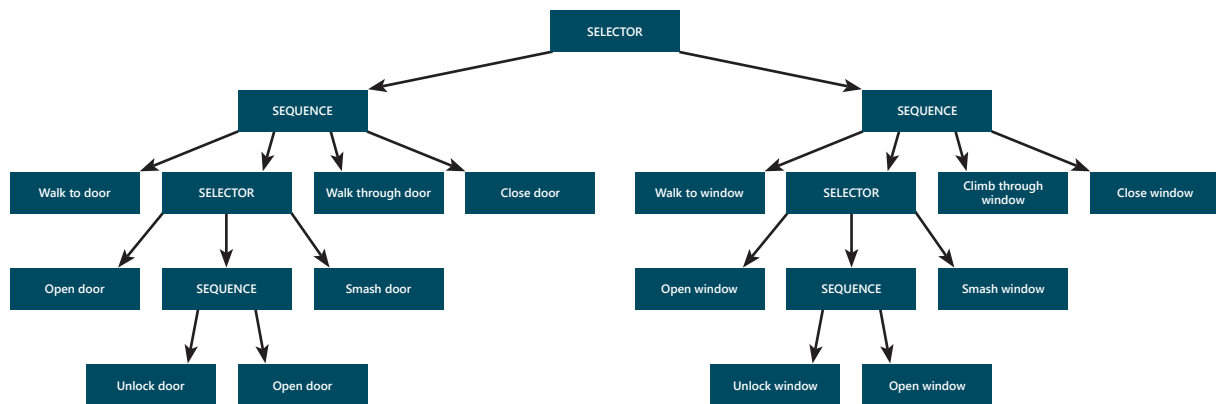 SELECTOR
SEQUENCE
SEQUENCE
Walk to door
SELECTOR
Walk through door
Close door
Walk to window
SELECTOR
Climb through
window
Close window
Open door
SEQUENCE
Smash door
Open window
SEQUENCE
Smash window
Unlock door
Open door
Unlock window
Open window